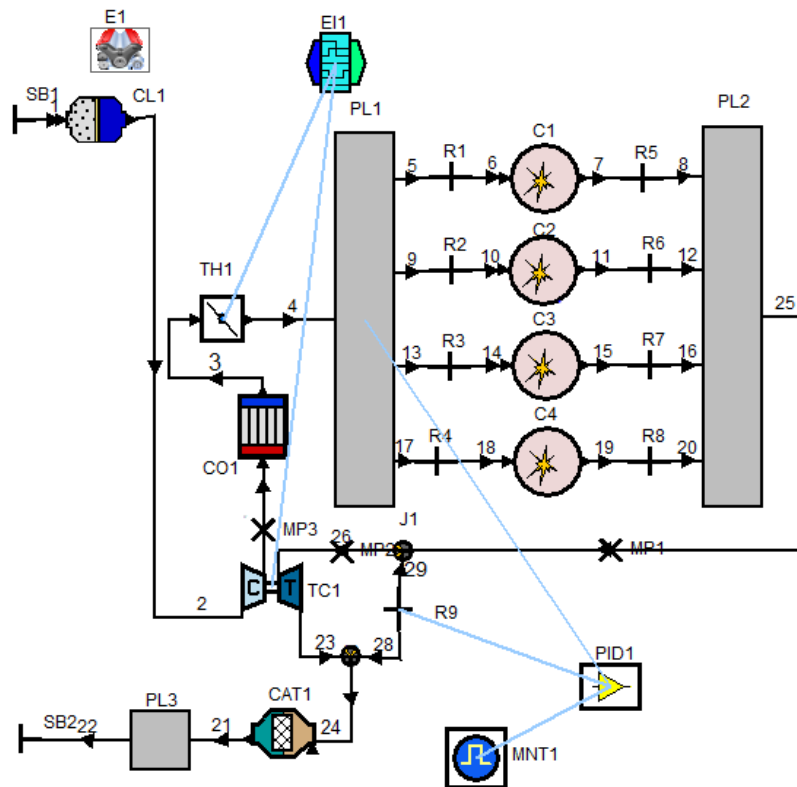 E1
EI1
SB1
1
CL1
PL1
PL2
C1
5
R1
6
7
R5
8
C2
9
R2
10
11
R6
12
TH1
4
25
C3
13
R3
14
15
R7
16
3
C4
17
R4
18
19
R8
20
CO1
MP3
J1
26
MP2
MP1
29
C
T
TC1
2
R9
23
28
PID1
CAT1
PL3
SB2
22
21
24
MNT1